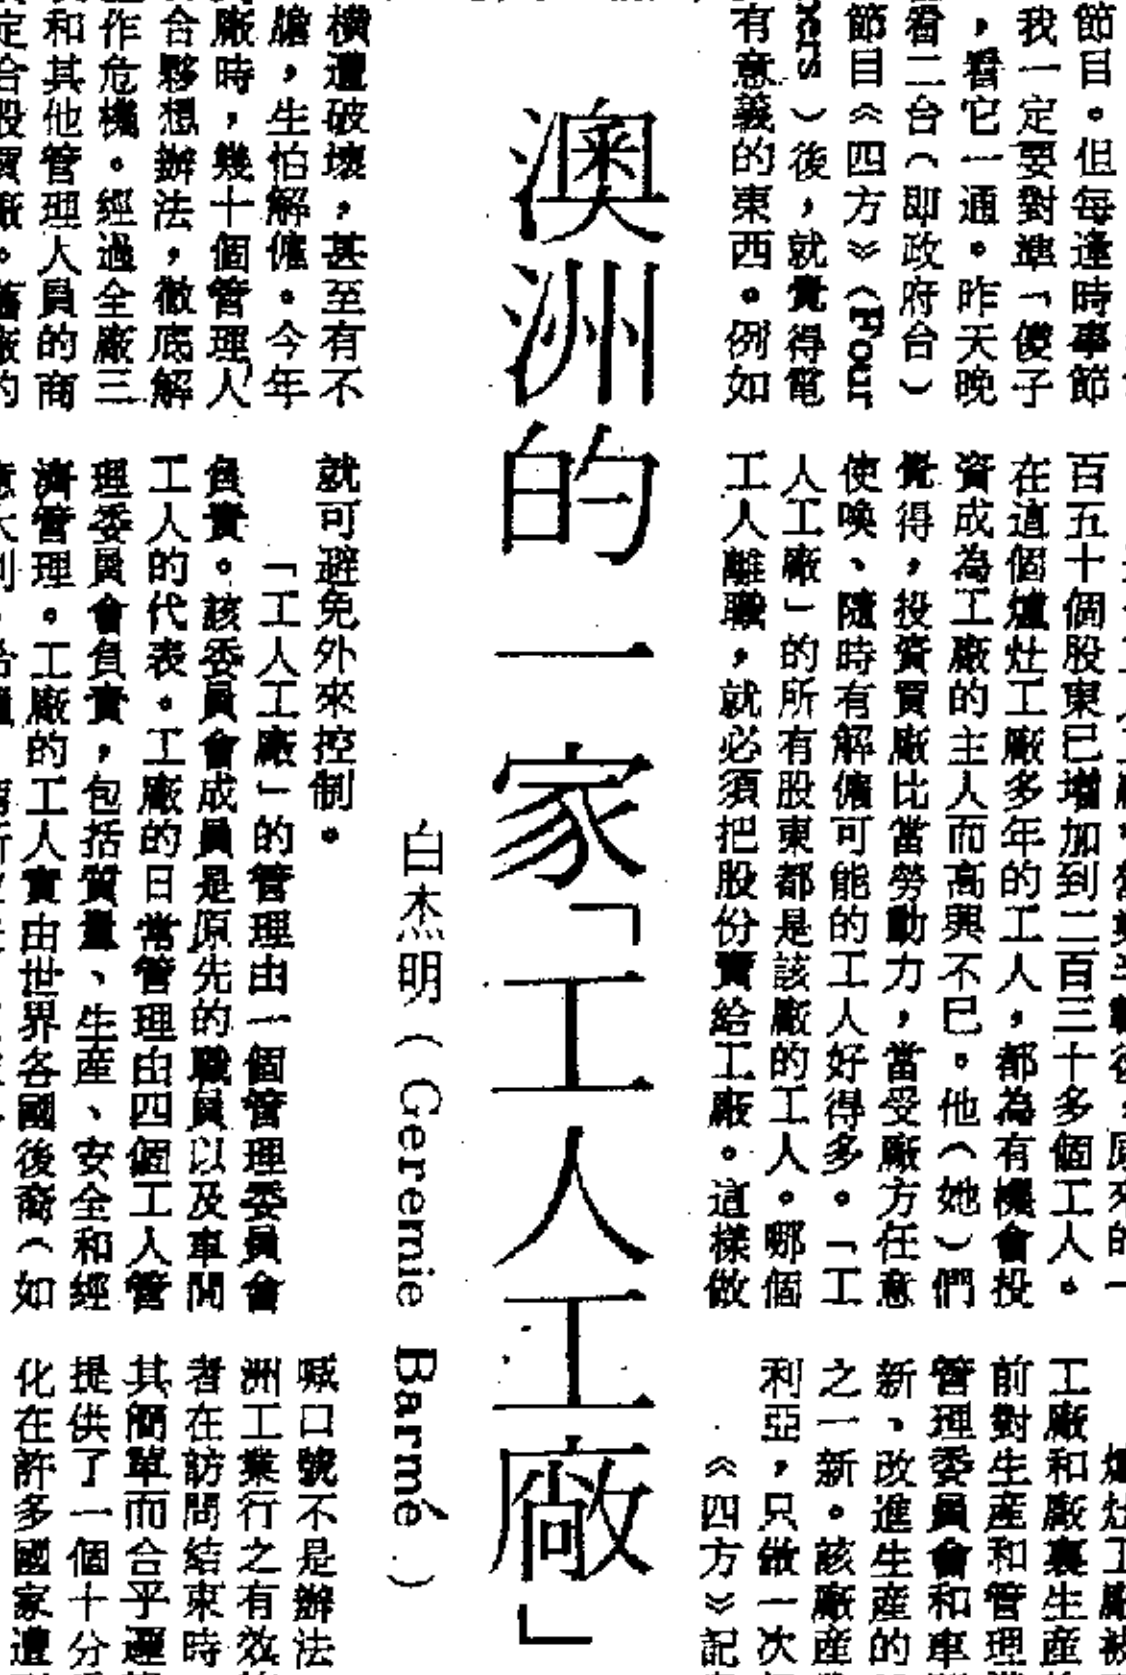 節目。但每逢時事節
我一定要對準「傻子
，看它一通。昨天晚
看二台（即政府台）
節目《四方》（Four
ners ）後，就覺得電
有意義的東西。例如
百五十個股東已增加到二百三十多個工人。
在這個爐灶工廠多年的工人，都為有機會投
資成為工廠的主人而高興不已。他（她）們
覺得，投資買廠比當勞動力，當受廠方任意
使喚、隨時有解僱可能的工人好得多。「工
人工廠」的所有股東都是該廠的工人。哪個
工人離職，就必須把股份賣給工廠。這樣做
工廠和廠裏生產
前對生產和管理
管理委員會和車
新、改進生產的
之一新。該廠產
利亞，只做一次
《四方》記
澳洲的一家「工人工廠」
白杰明（Geremie Barmé）
橫遭破壞，甚至有不
膽，生怕解僱。今年
廠時，幾十個管理人
合夥想辦法，徹底解
作危機。經過全廠三
和其他管理人員的商
定合股買廠。舊廠的
就可避免外來控制。
「工人工廠」的管理由一個管理委員會
負責。該委員會成員是原先的職員以及車間
工人的代表。工廠的日常管理由四個工人管
理委員會負責，包括質量、生産、安全和經
濟管理。工廠的工人實由世界各國後裔（如
喊口號不是辦法
洲工業行之有效
者在訪問結束時
其簡單而合乎邏
提供了一個十分
化在許多國家遭